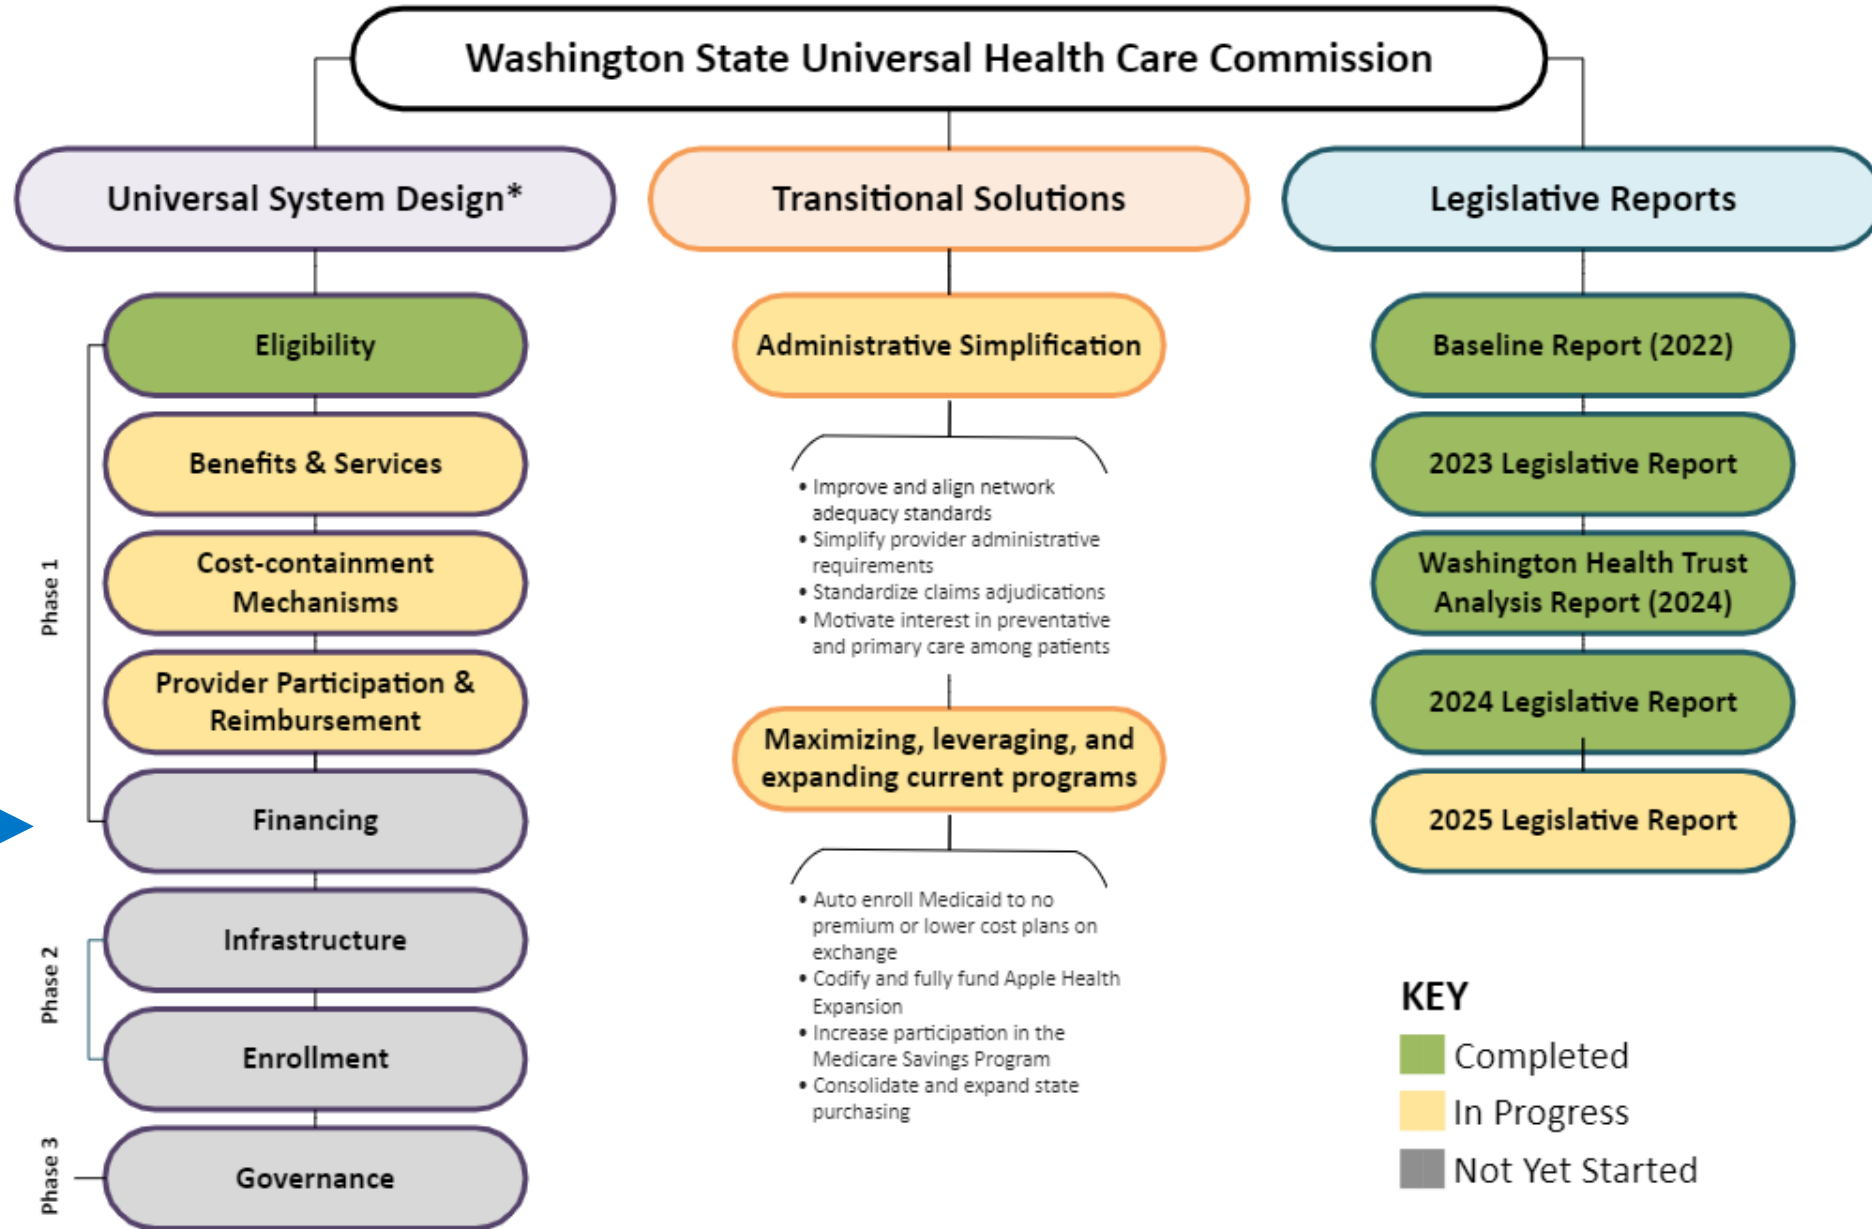 Washington State Universal Health Care Commission
Universal System Design*
Transitional Solutions
Legislative Reports
Phase 1
Eligibility
Benefits & Services
Cost-containment
Mechanisms
Provider Participation &
Reimbursement
Financing
Phase 2
Infrastructure
Enrollment
Phase 3
Governance
Administrative Simplification
• Improve and align network
adequacy standards
• Simplify provider administrative
requirements
• Standardize claims adjudications
• Motivate interest in preventative
and primary care among patients
Maximizing, leveraging, and
expanding current programs
• Auto enroll Medicaid to no
premium or lower cost plans on
exchange
• Codify and fully fund Apple Health
Expansion
• Increase participation in the
Medicare Savings Program
• Consolidate and expand state
purchasing
Baseline Report (2022)
2023 Legislative Report
Washington Health Trust
Analysis Report (2024)
2024 Legislative Report
2025 Legislative Report
KEY
Completed
In Progress
Not Yet Started